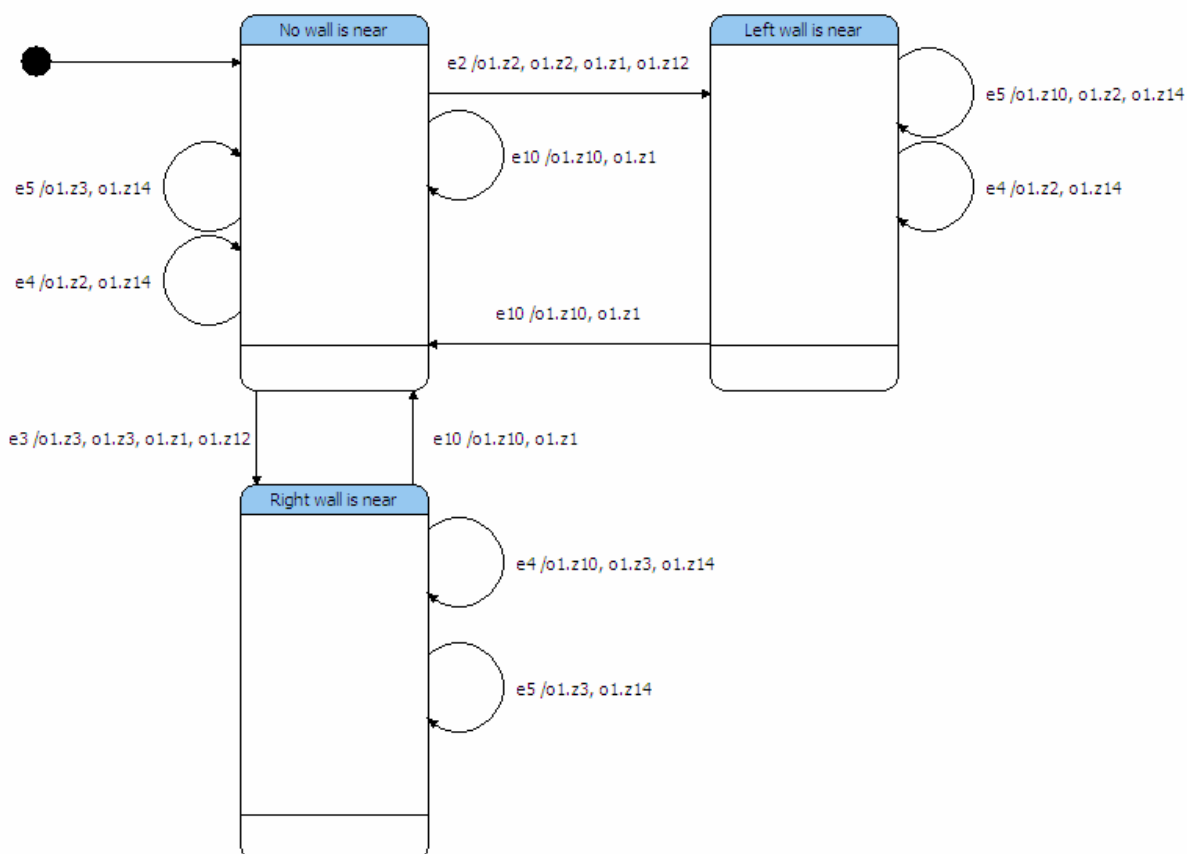 No wall is near
Left wall is near
e2 /o1.z2, o1.z2, o1.z1, o1.z12
e5 /o1.z10, o1.z2, o1.z14
e10 /o1.z10, o1.z1
e5 /o1.z3, o1.z14
e4 /o1.z2, o1.z14
e4 /o1.z2, o1.z14
e10 /o1.z10, o1.z1
e3 /o1.z3, o1.z3, o1.z1, o1.z12
e10 /o1.z10, o1.z1
Right wall is near
e4 /o1.z10, o1.z3, o1.z14
e5 /o1.z3, o1.z14